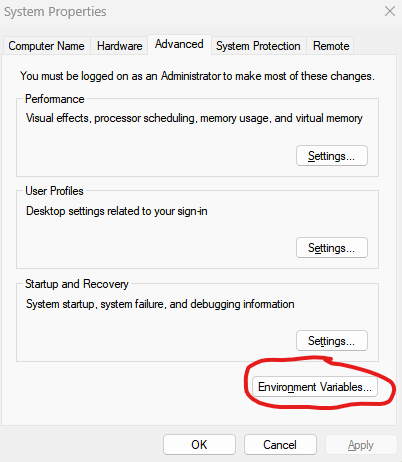 System Properties
Computer Name Hardware Advanced System Protection Remote
You must be logged on as an Administrator to make most of these changes.
Performance
Visual effects, processor scheduling, memory usage, and virtual memory
Settings...
User Profiles
Desktop settings related to your sign-in
Settings...
Startup and Recovery
System startup, system failure, and debugging information
Settings...
Environment Variables...
OK Cancel Apply